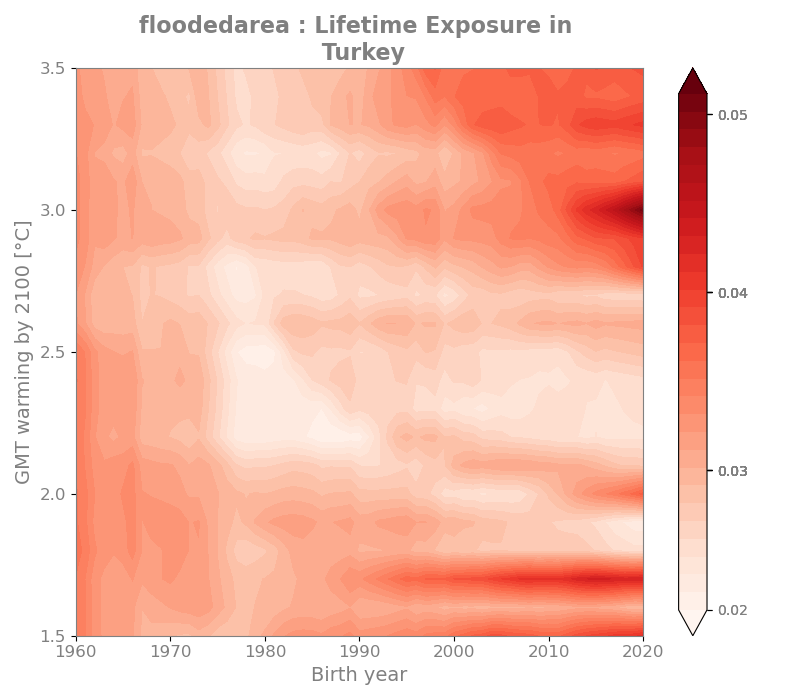 floodedarea : Lifetime Exposure in
Turkey
3.5
3.0
2.5
2.0
1.5
GMT warming by 2100 [°C]
1960 1970 1980 1990 2000 2010 2020
Birth year
0.05
0.04
0.03
0.02